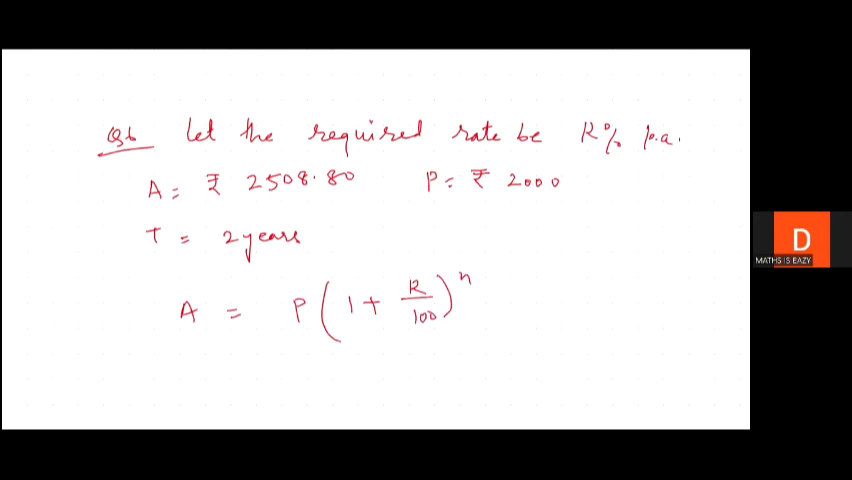 Q6 Let the required rate be R% p.a.
A = ₹ 2508.80 P = ₹ 2000
T = 2 years
A = P(1 + R/100)^n
D
MATHS IS EAZY